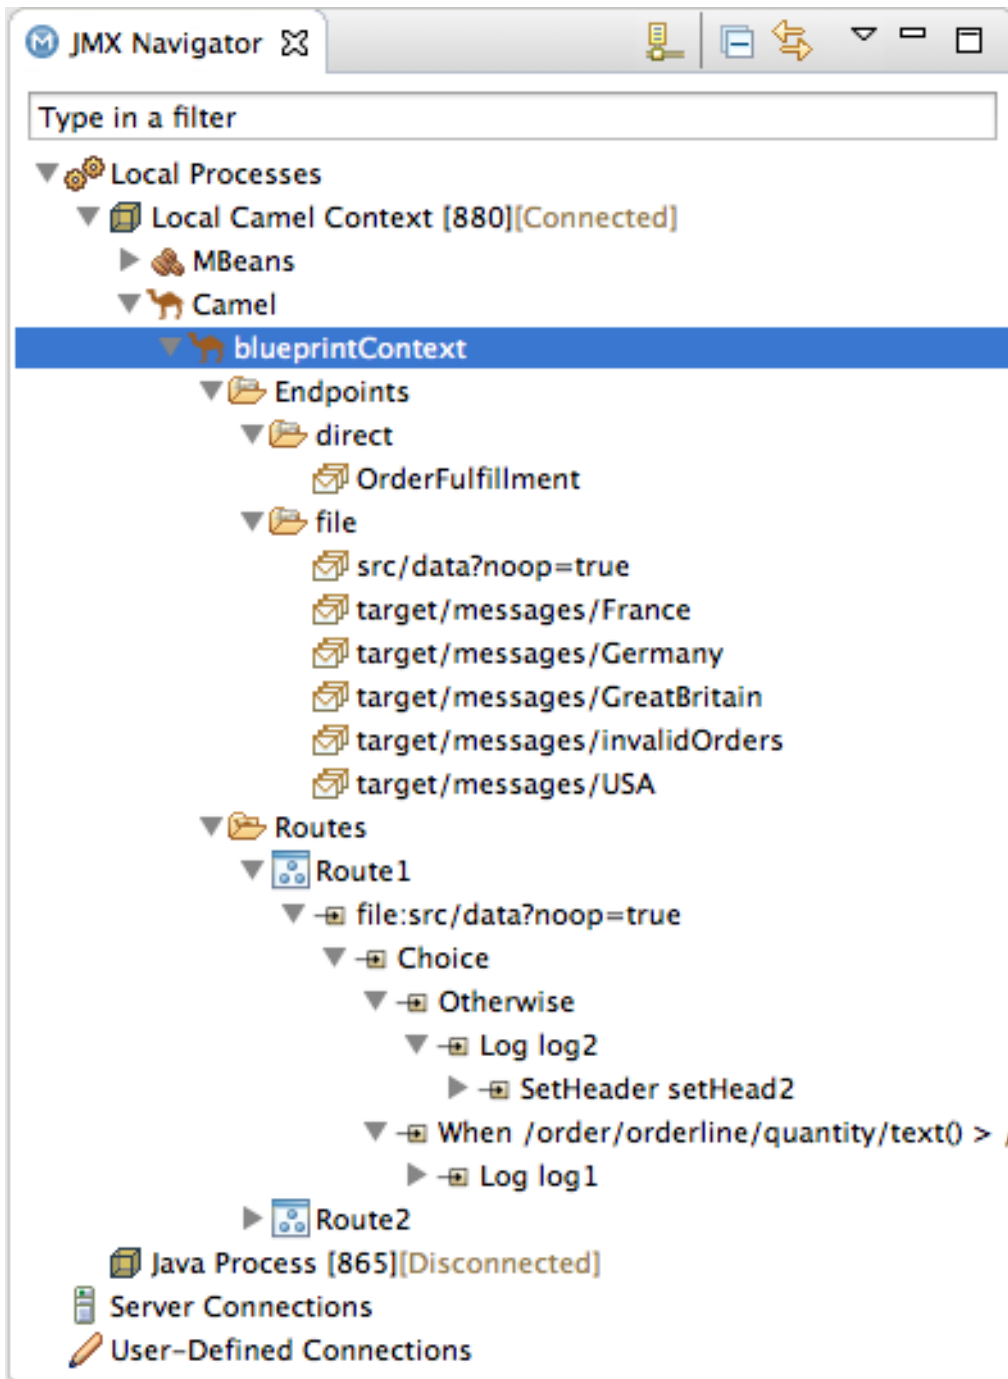 JMX Navigator
Type in a filter
Local Processes
Local Camel Context [880][Connected]
MBeans
Camel
blueprintContext
Endpoints
direct
OrderFulfillment
file
src/data?noop=true
target/messages/France
target/messages/Germany
target/messages/GreatBritain
target/messages/invalidOrders
target/messages/USA
Routes
Route1
file:src/data?noop=true
Choice
Otherwise
Log log2
SetHeader setHead2
When /order/orderline/quantity/text() > /
Log log1
Route2
Java Process [865][Disconnected]
Server Connections
User-Defined Connections